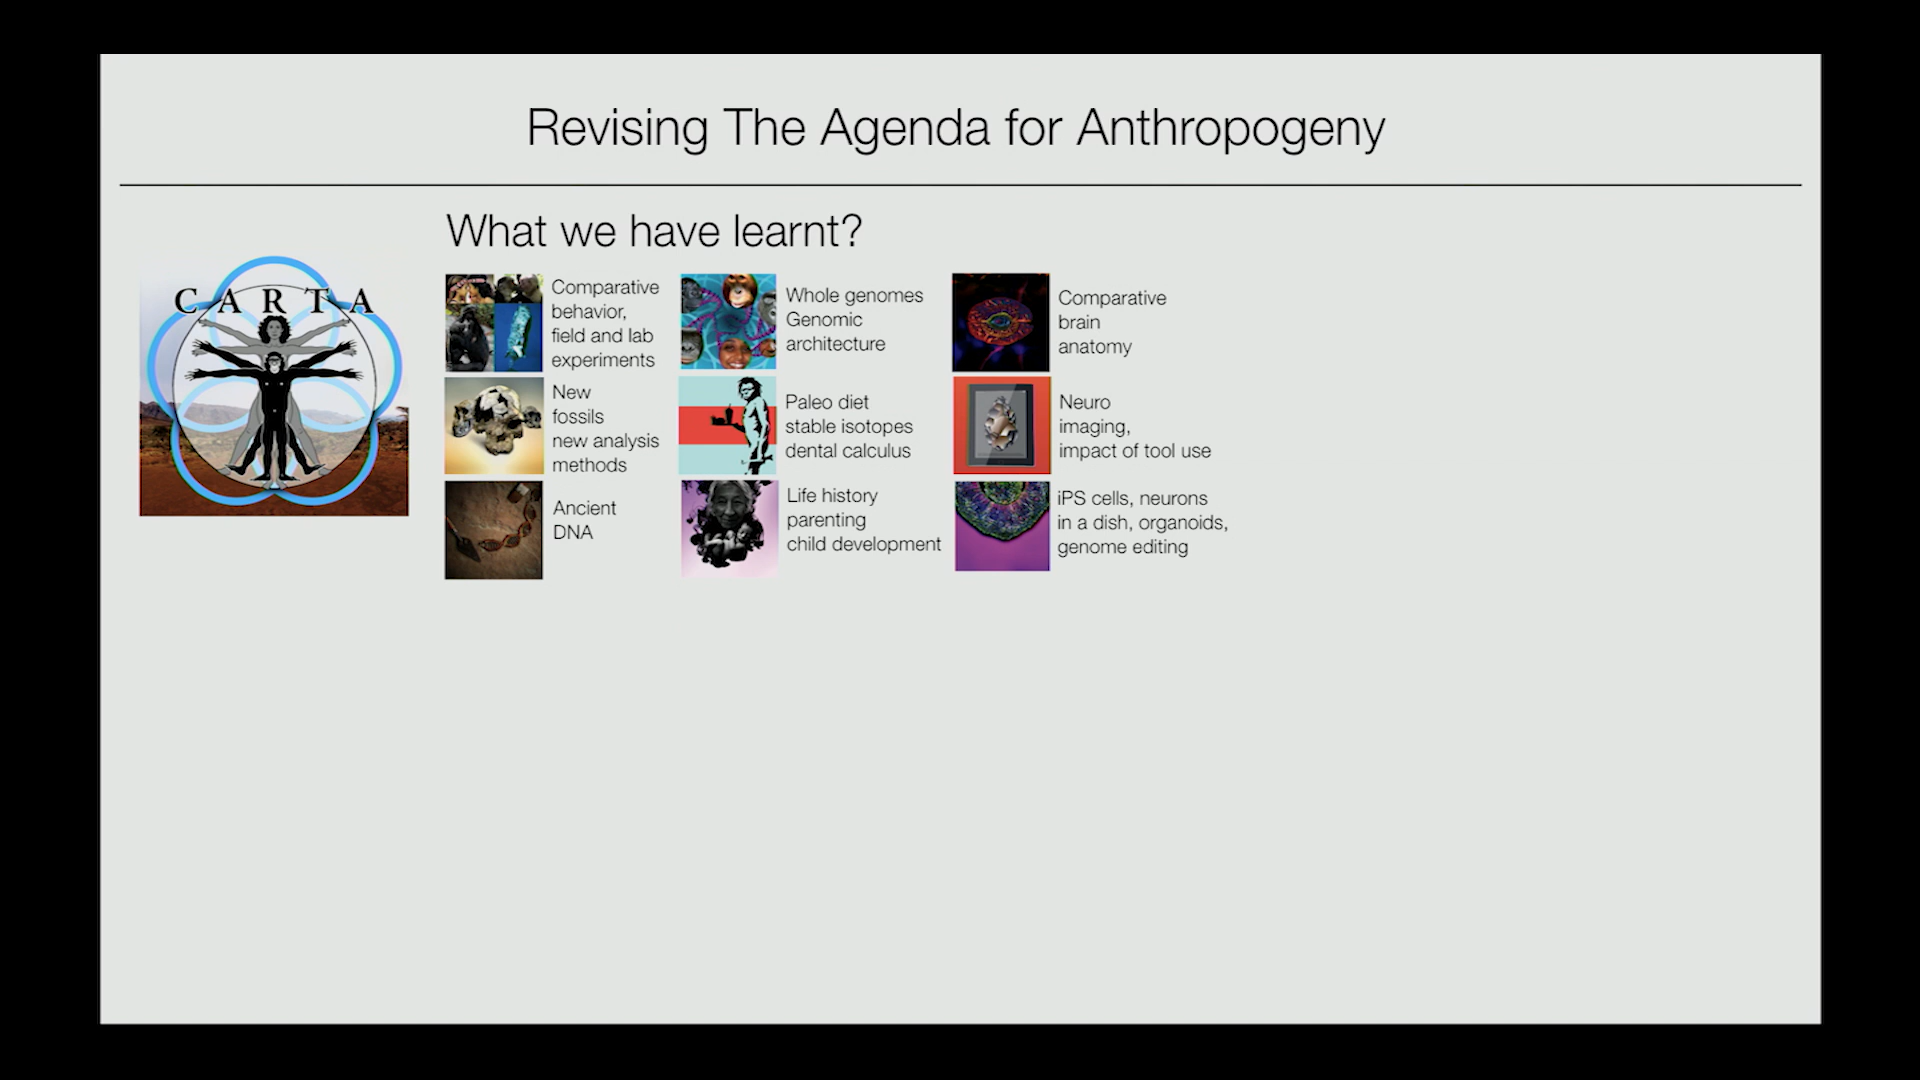 Revising The Agenda for Anthropogeny
CARTA
What we have learnt?
Comparative
behavior,
field and lab
experiments
New
fossils
new analysis
methods
Ancient
DNA
Whole genomes
Genomic
architecture
Paleo diet
stable isotopes
dental calculus
Life history
parenting
child development
Comparative
brain
anatomy
Neuro
imaging,
impact of tool use
iPS cells, neurons
in a dish, organoids,
genome editing